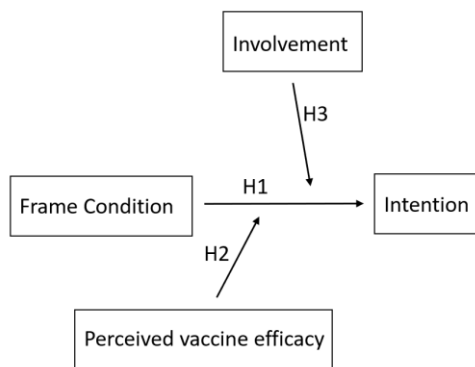 Involvement
H3
H1
Frame Condition
Intention
H2
Perceived vaccine efficacy